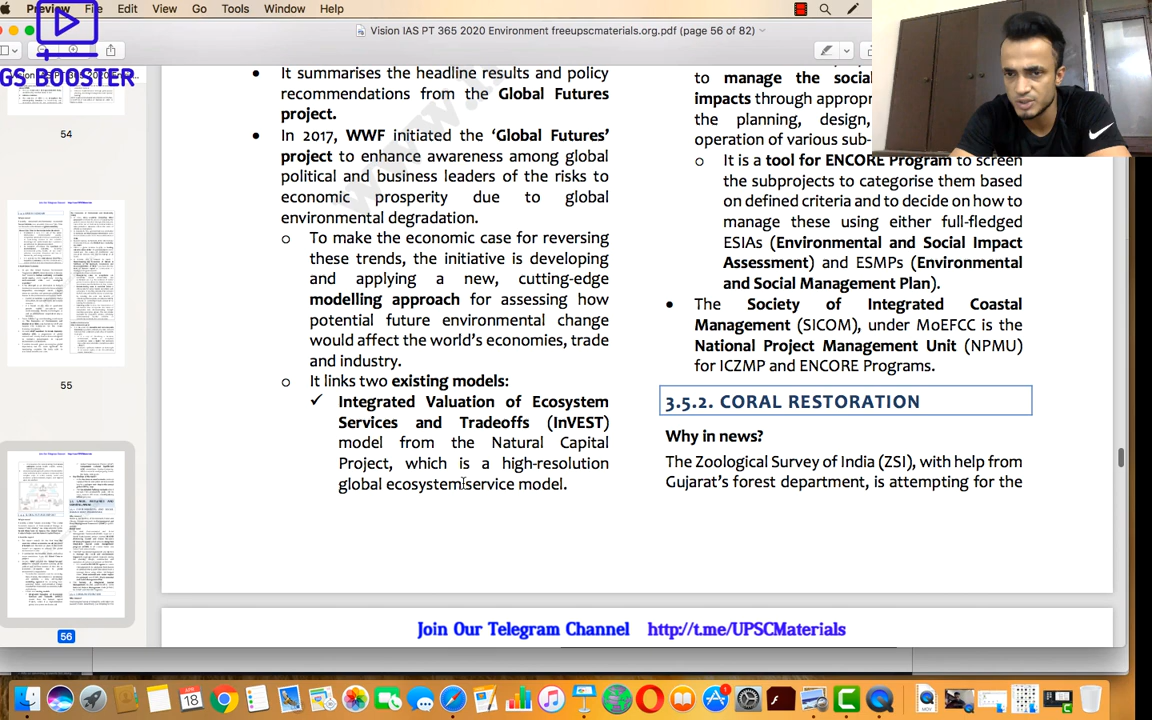 Preview File Edit View Go Tools Window Help
Vision IAS PT 365 2020 Environment freeupscmaterials.org.pdf (page 56 of 82)
GS BOOSTER
54
55
56
• It summarises the headline results and policy
recommendations from the Global Futures
project.
• In 2017, WWF initiated the ‘Global Futures’
project to enhance awareness among global
political and business leaders of the risks to
economic prosperity due to global
environmental degradation.
o To make the economic case for reversing
these trends, the initiative is developing
and applying a new, cutting-edge
modelling approach for assessing how
potential future environmental change
would affect the world’s economies, trade
and industry.
o It links two existing models:
✓ Integrated Valuation of Ecosystem
Services and Tradeoffs (InVEST)
model from the Natural Capital
Project, which is a high-resolution
global ecosystem service model.
to manage the social
impacts through appropr
the planning, design,
operation of various sub-
o It is a tool for ENCORE Program to screen
the subprojects to categorise them based
on defined criteria and to decide on how to
manage these using either full-fledged
ESIAs (Environmental and Social Impact
Assessment) and ESMPs (Environmental
and Social Management Plan).
• The Society of Integrated Coastal
Management (SICOM), under MoEFCC is the
National Project Management Unit (NPMU)
for ICZMP and ENCORE Programs.
3.5.2. CORAL RESTORATION
Why in news?
The Zoological Survey of India (ZSI), with help from
Gujarat’s forest department, is attempting for the
Join Our Telegram Channel http://t.me/UPSCMaterials
APR
18